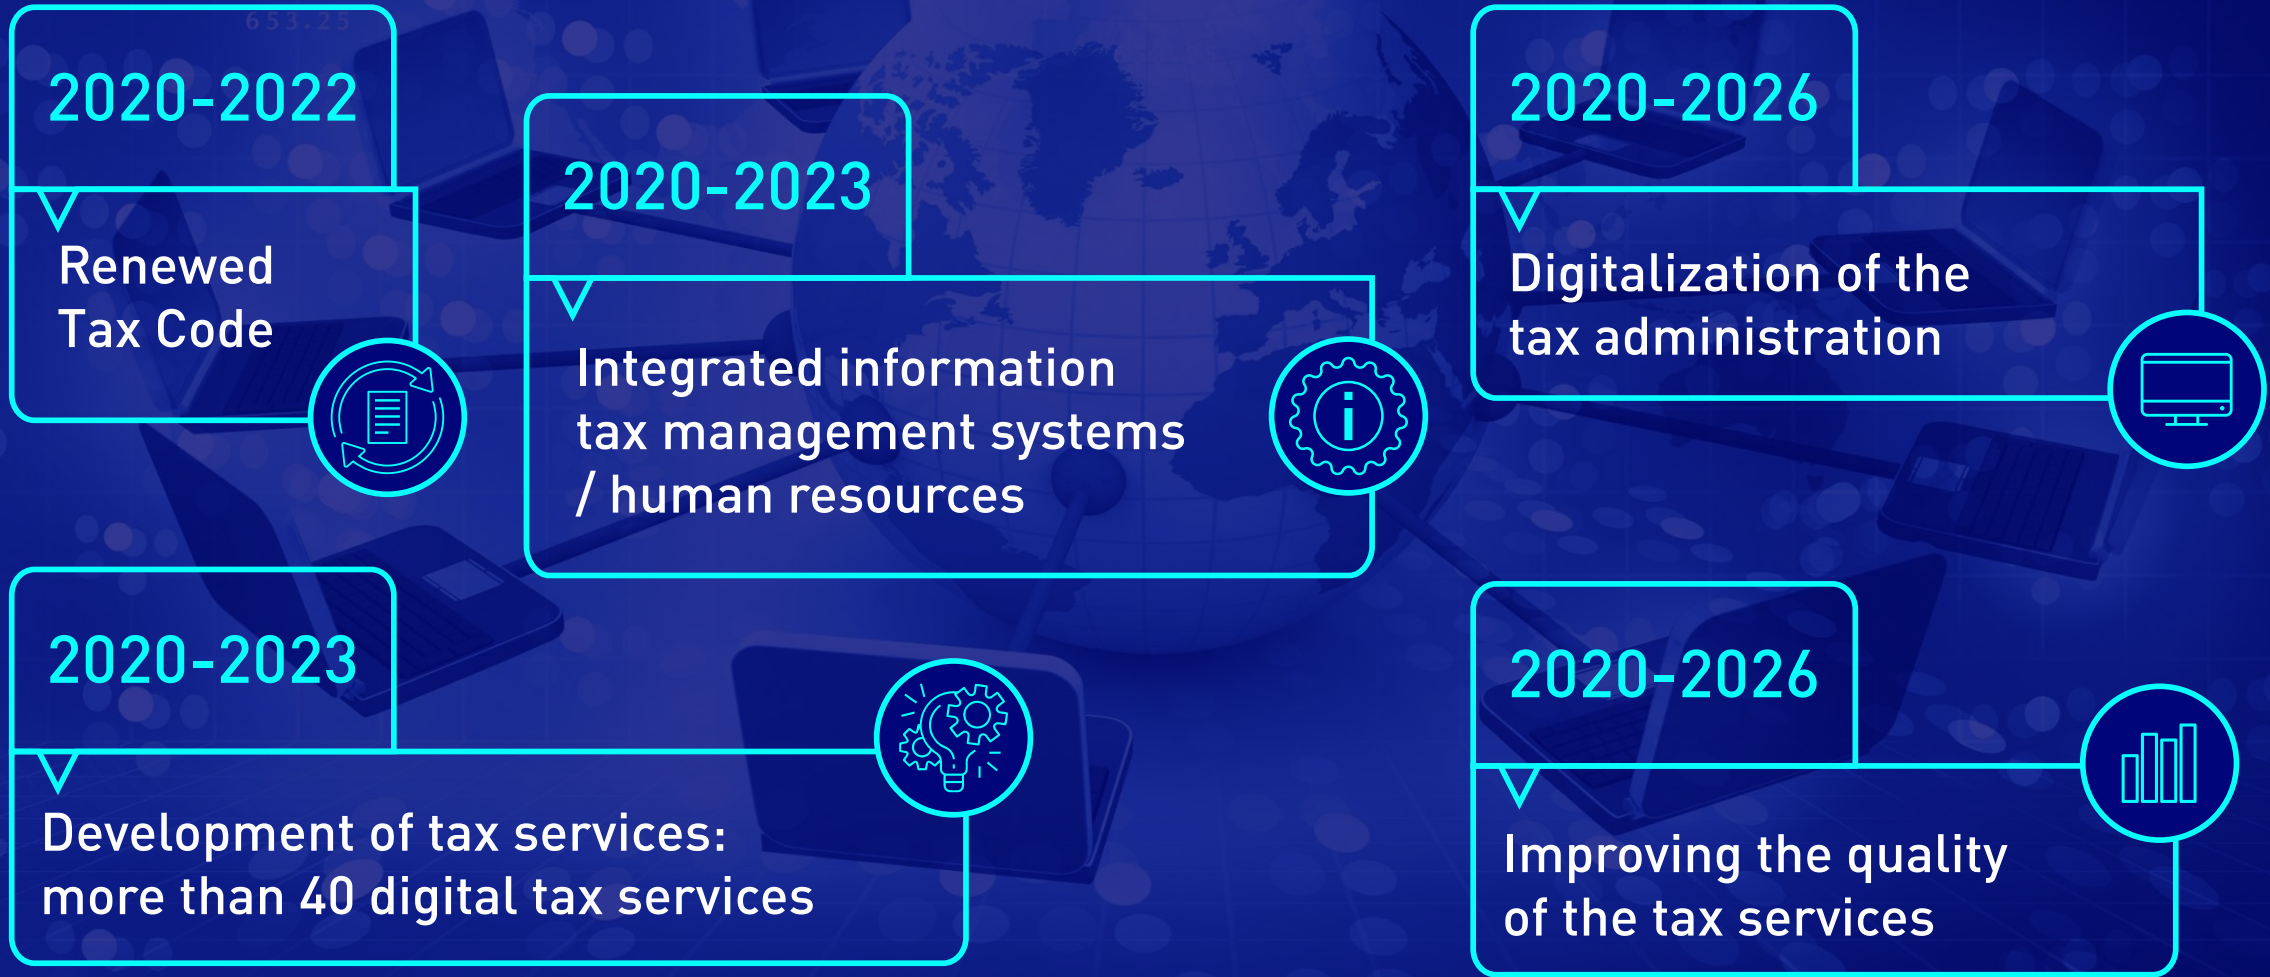 653.25
2020-2022
Renewed
Tax Code
2020-2023
Integrated information
tax management systems
/ human resources
2020-2026
Digitalization of the
tax administration
2020-2023
Development of tax services:
more than 40 digital tax services
2020-2026
Improving the quality
of the tax services